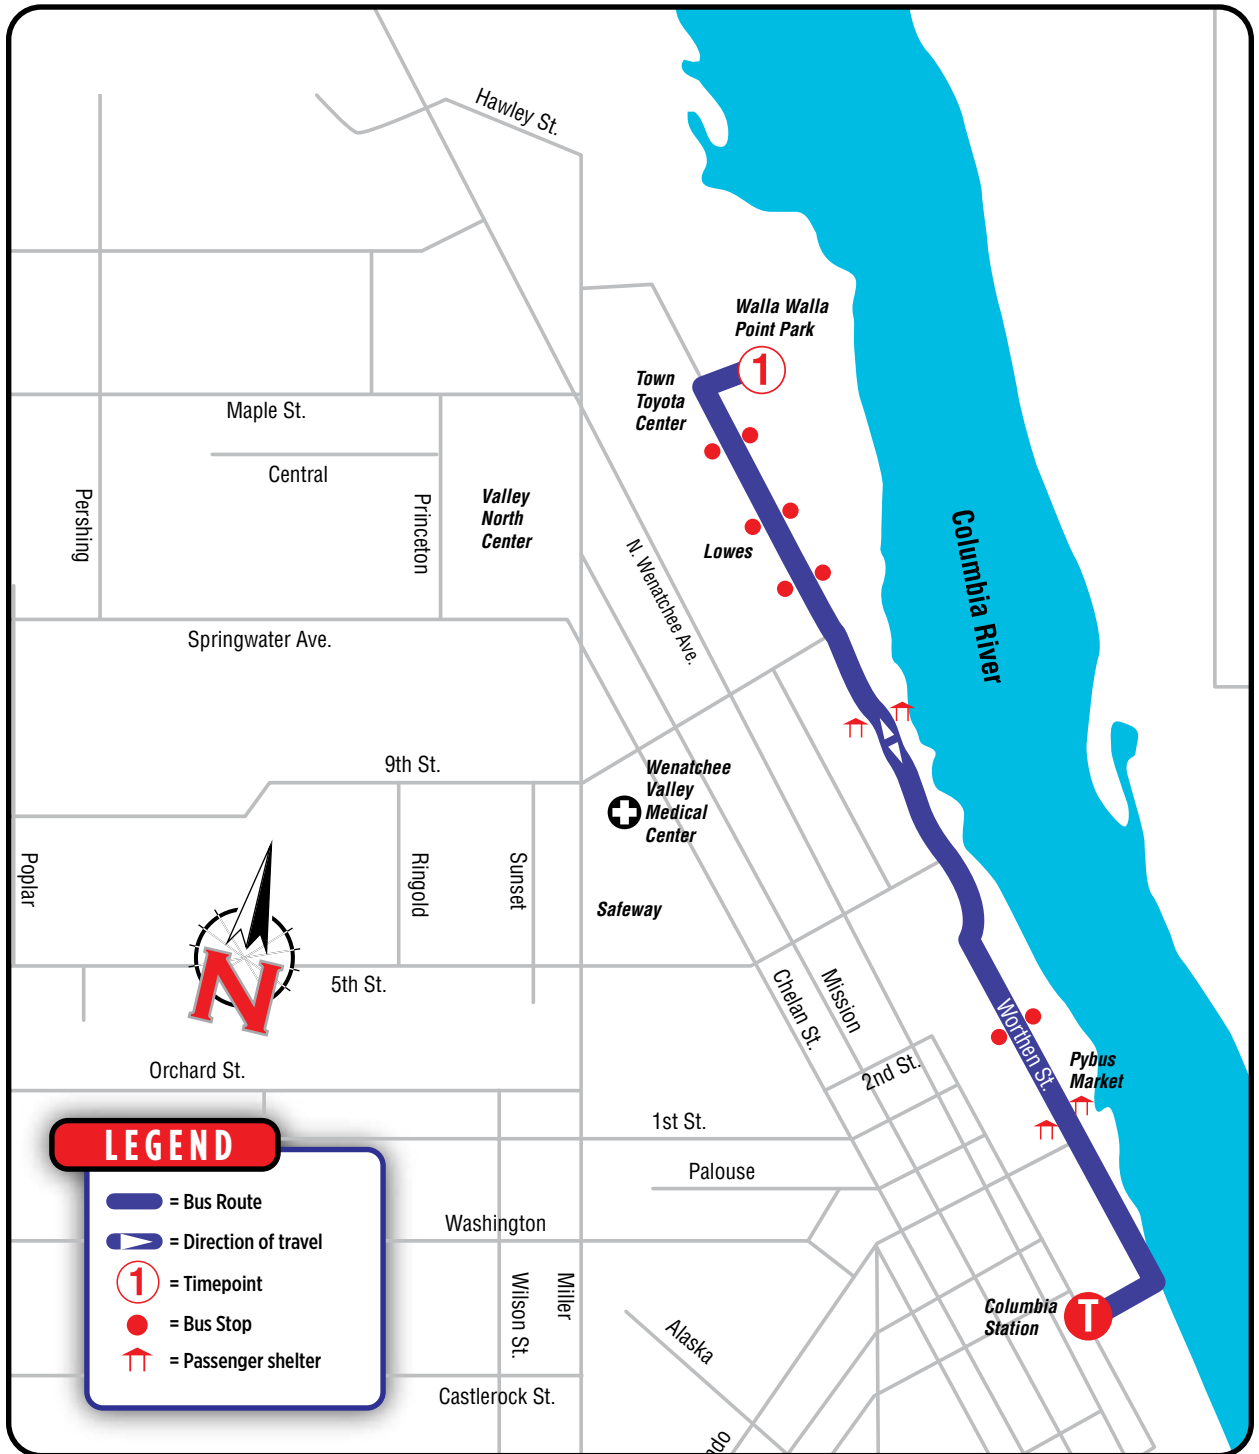 Hawley St.
Walla Walla
Point Park
1
Town
Toyota
Center
Maple St.
Central
Pershing
Princeton
Valley
North
Center
Lowes
N. Wenatchee Ave.
Columbia River
Springwater Ave.
9th St.
Wenatchee
Valley
Medical
Center
Poplar
Ringold
Sunset
Safeway
N
5th St.
Chelan St.
Mission
Worthen St.
Orchard St.
2nd St.
Pybus
Market
1st St.
Palouse
Washington
Wilson St.
Miller
Columbia
Station
T
Alaska
Castlerock St.
LEGEND
= Bus Route
= Direction of travel
1 = Timepoint
= Bus Stop
= Passenger shelter